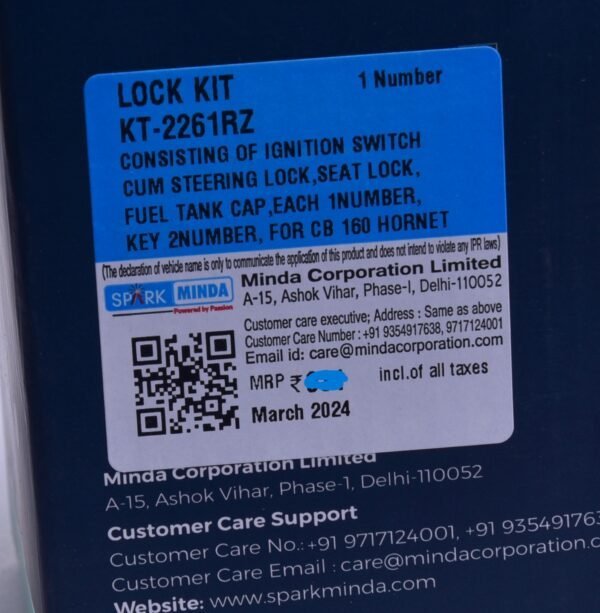 LOCK KIT 1 Number
KT-2261RZ
CONSISTING OF IGNITION SWITCH
CUM STEERING LOCK,SEAT LOCK,
FUEL TANK CAP,EACH 1NUMBER,
KEY 2NUMBER, FOR CB 160 HORNET
(The declaration of vehicle name is only to communicate the application of this product and does not intend to violate any IPR laws)
SPARK MINDA
Powered by Passion
Minda Corporation Limited
A-15, Ashok Vihar, Phase-I, Delhi-110052
Customer care executive; Address : Same as above
Customer Care Number : +91 9354917638, 9717124001
Email id: care@mindacorporation.com
MRP ₹ incl.of all taxes
March 2024
Minda Corporation Limited
A-15, Ashok Vihar, Phase-1, Delhi-110052
Customer Care Support
Customer Care No.:+91 9717124001, +91 93549176
Customer Care Email : care@mindacorporation.c
Website: www.sparkminda.com